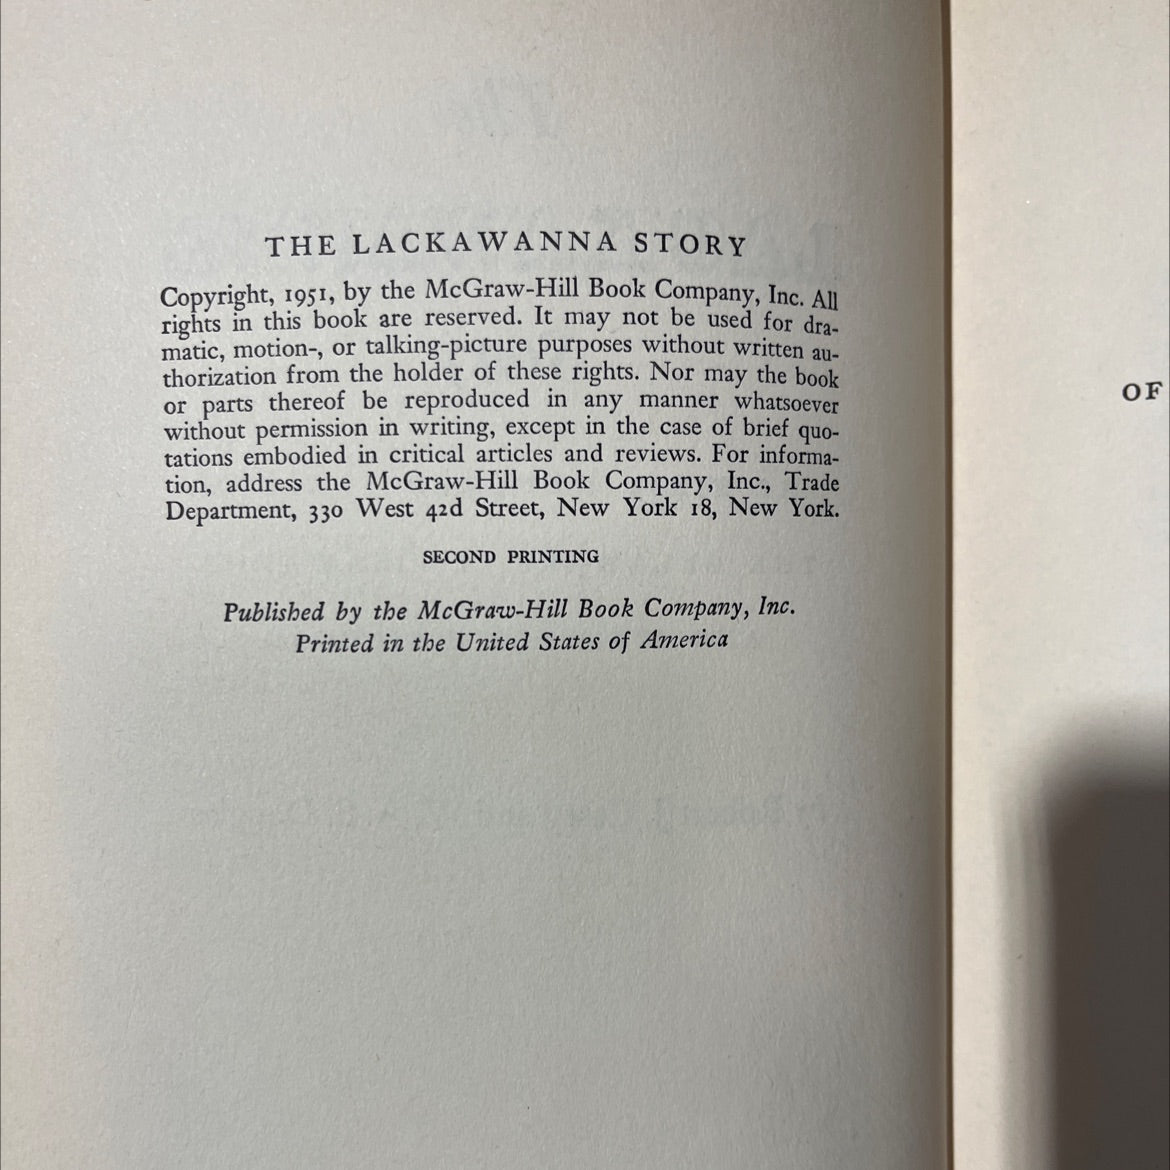 THE LACKAWANNA STORY
Copyright, 1951, by the McGraw-Hill Book Company, Inc. All
rights in this book are reserved. It may not be used for dra-
matic, motion-, or talking-picture purposes without written au-
thorization from the holder of these rights. Nor may the book
or parts thereof be reproduced in any manner whatsoever
without permission in writing, except in the case of brief quo-
tations embodied in critical articles and reviews. For informa-
tion, address the McGraw-Hill Book Company, Inc., Trade
Department, 330 West 42d Street, New York 18, New York.
SECOND PRINTING
Published by the McGraw-Hill Book Company, Inc.
Printed in the United States of America
OF